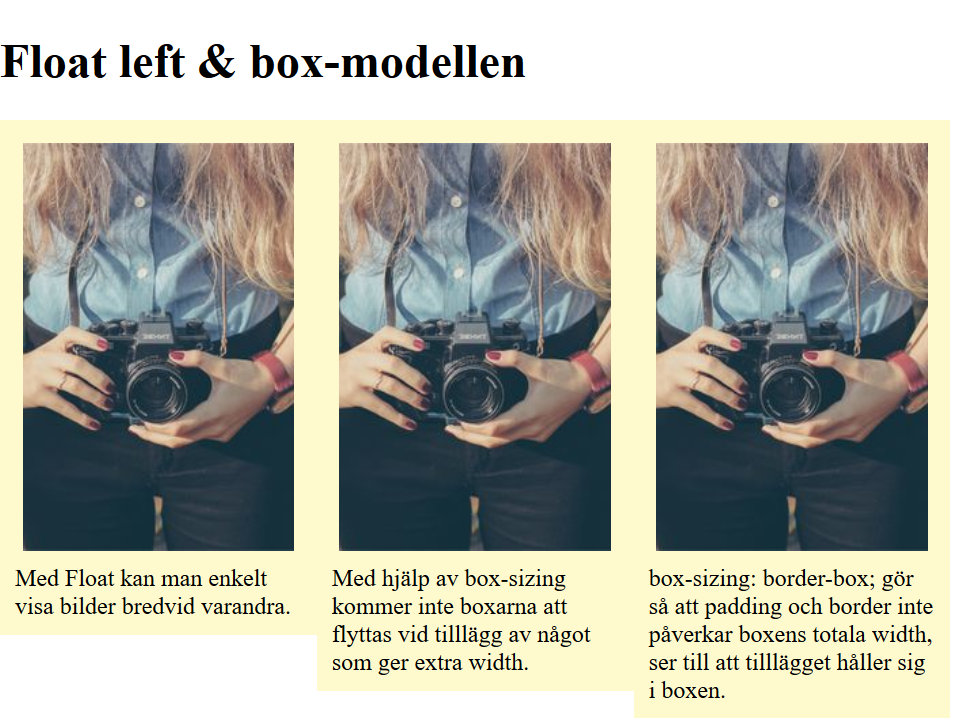 Float left & box-modellen
Med Float kan man enkelt
visa bilder bredvid varandra.
Med hjälp av box-sizing
kommer inte boxarna att
flyttas vid tilllägg av något
som ger extra width.
box-sizing: border-box; gör
så att padding och border inte
påverkar boxens totala width,
ser till att tilllägget håller sig
i boxen.